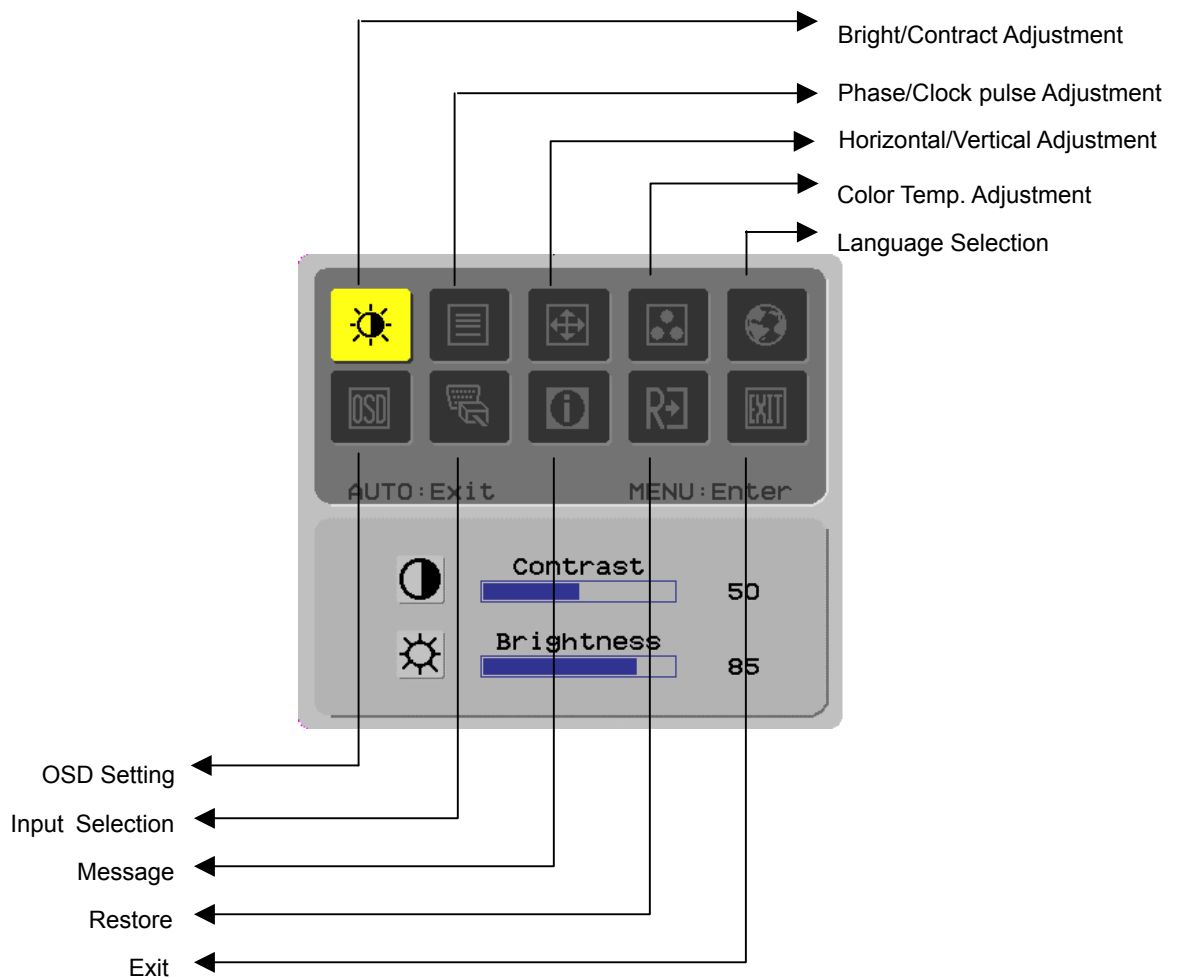 Bright/Contract Adjustment
Phase/Clock pulse Adjustment
Horizontal/Vertical Adjustment
Color Temp. Adjustment
Language Selection
OSD
i
R
EXIT
AUTO:Exit MENU:Enter
Contrast
50
Brightness
85
OSD Setting
Input Selection
Message
Restore
Exit